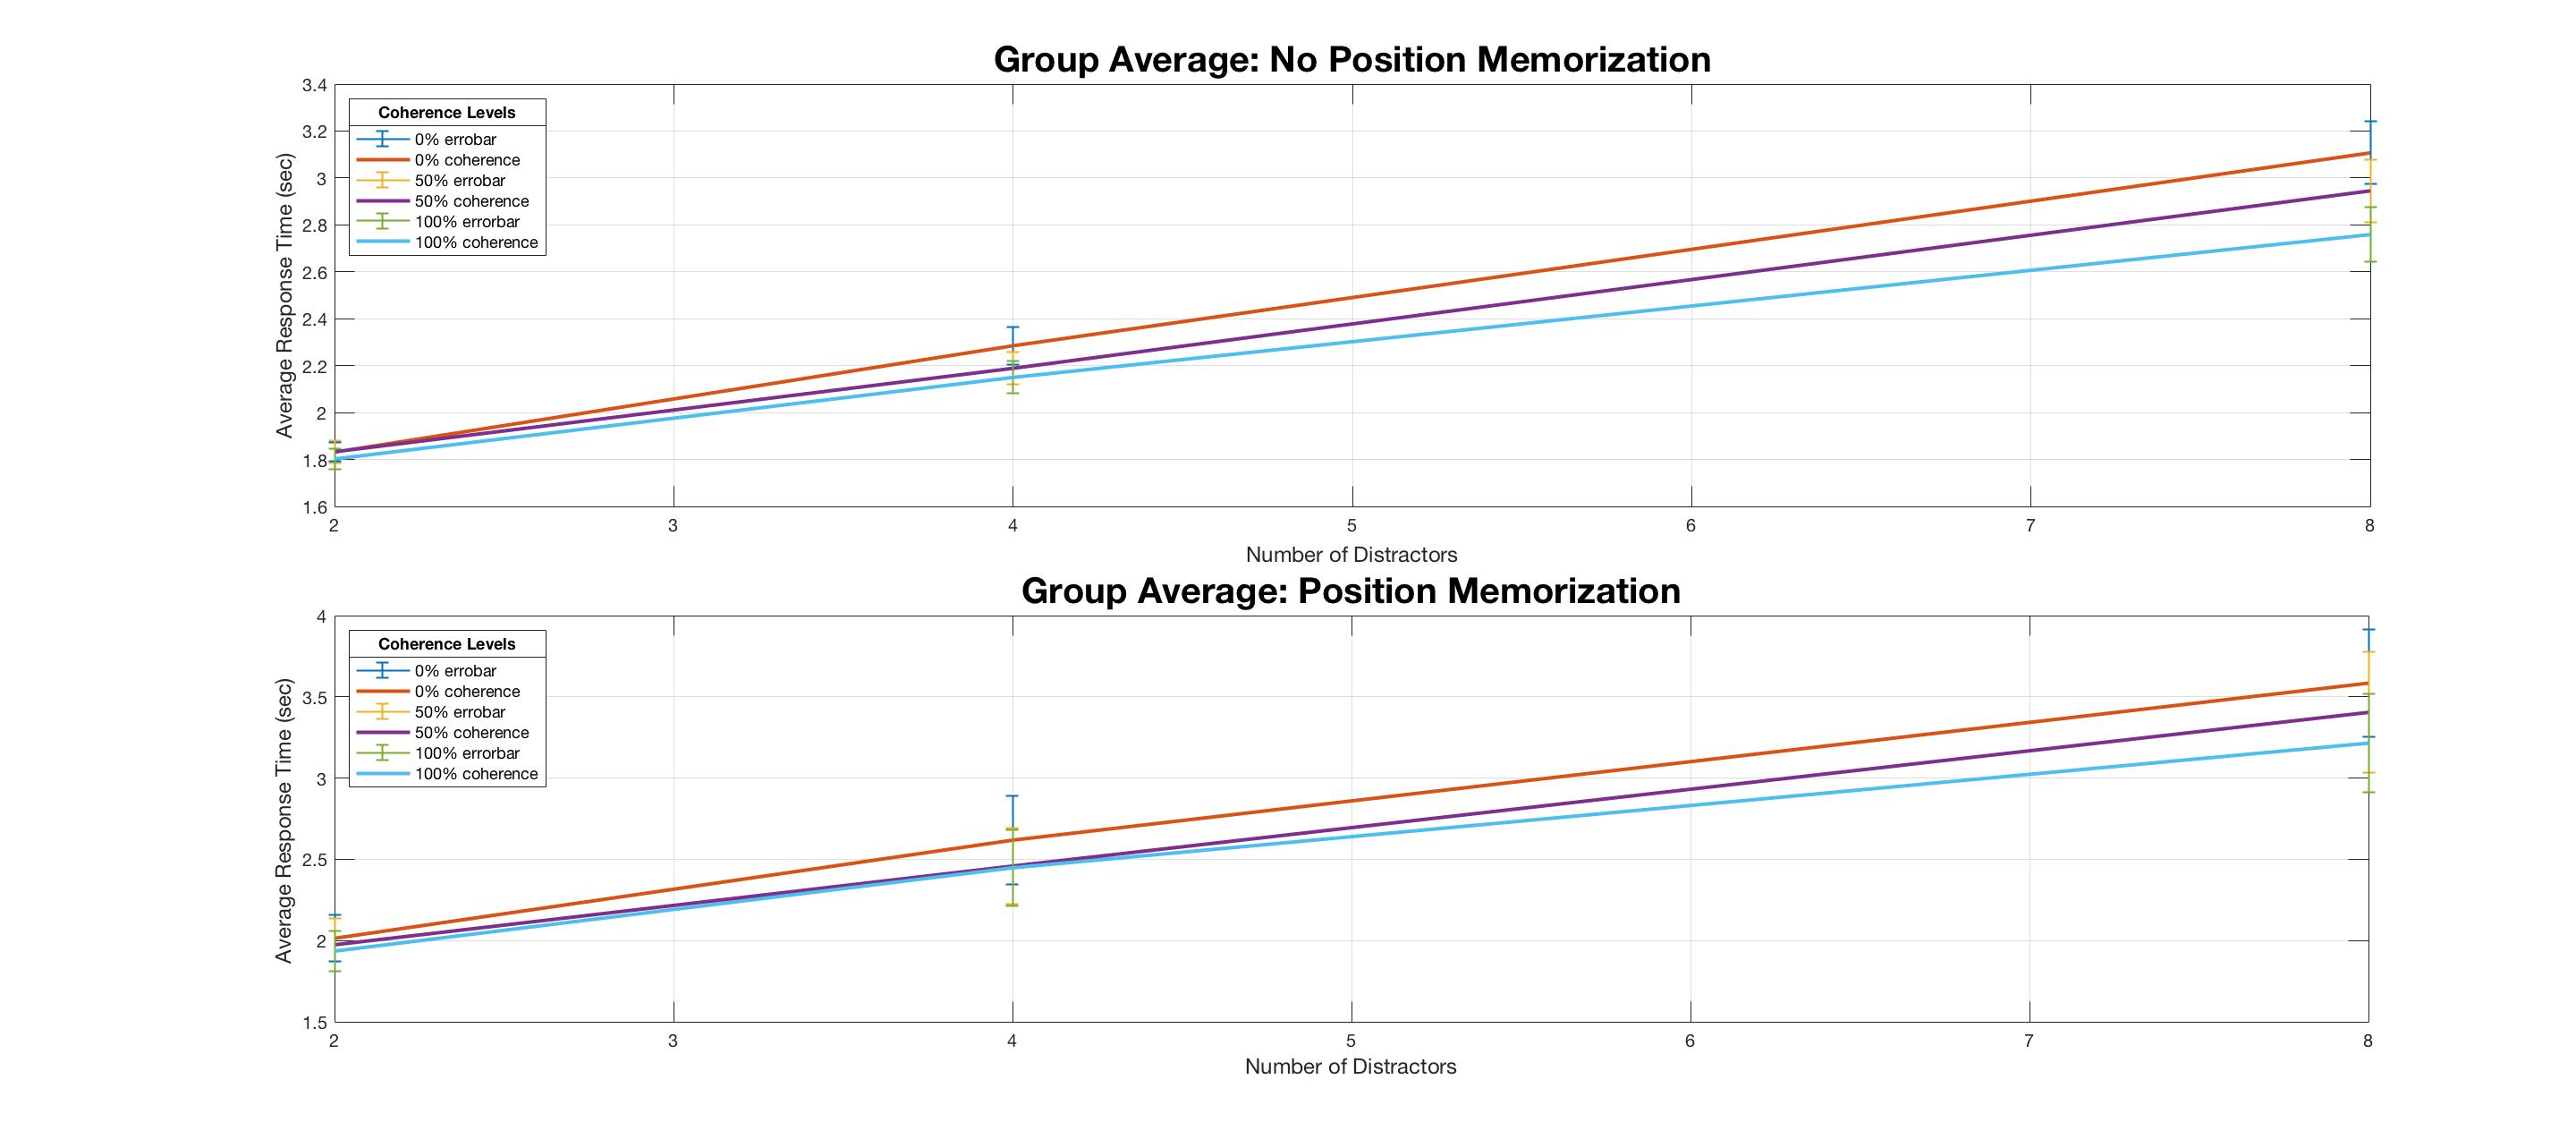 Group Average: No Position Memorization
3.4
3.2
3
2.8
2.6
2.4
2.2
2
1.8
1.6
Average Response Time (sec)
Coherence Levels
0% errobar
0% coherence
50% errobar
50% coherence
100% errorbar
100% coherence
2 3 4 5 6 7 8
Number of Distractors
Group Average: Position Memorization
4
3.5
3
2.5
2
1.5
Average Response Time (sec)
Coherence Levels
0% errobar
0% coherence
50% errobar
50% coherence
100% errorbar
100% coherence
2 3 4 5 6 7 8
Number of Distractors